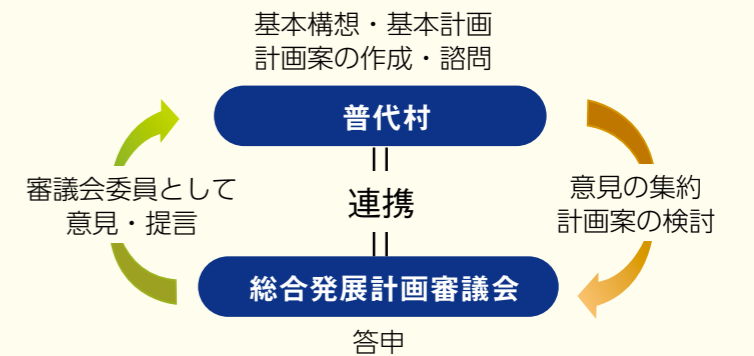 基本構想・基本計画
計画案の作成・諮問
普代村
審議会委員として
意見・提言
連携
意見の集約
計画案の検討
総合発展計画審議会
答申